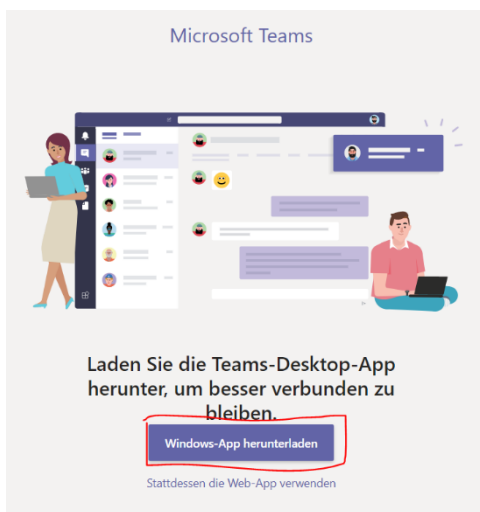 Microsoft Teams
Laden Sie die Teams-Desktop-App
herunter, um besser verbunden zu
bleiben.
Windows-App herunterladen
Stattdessen die Web-App verwenden